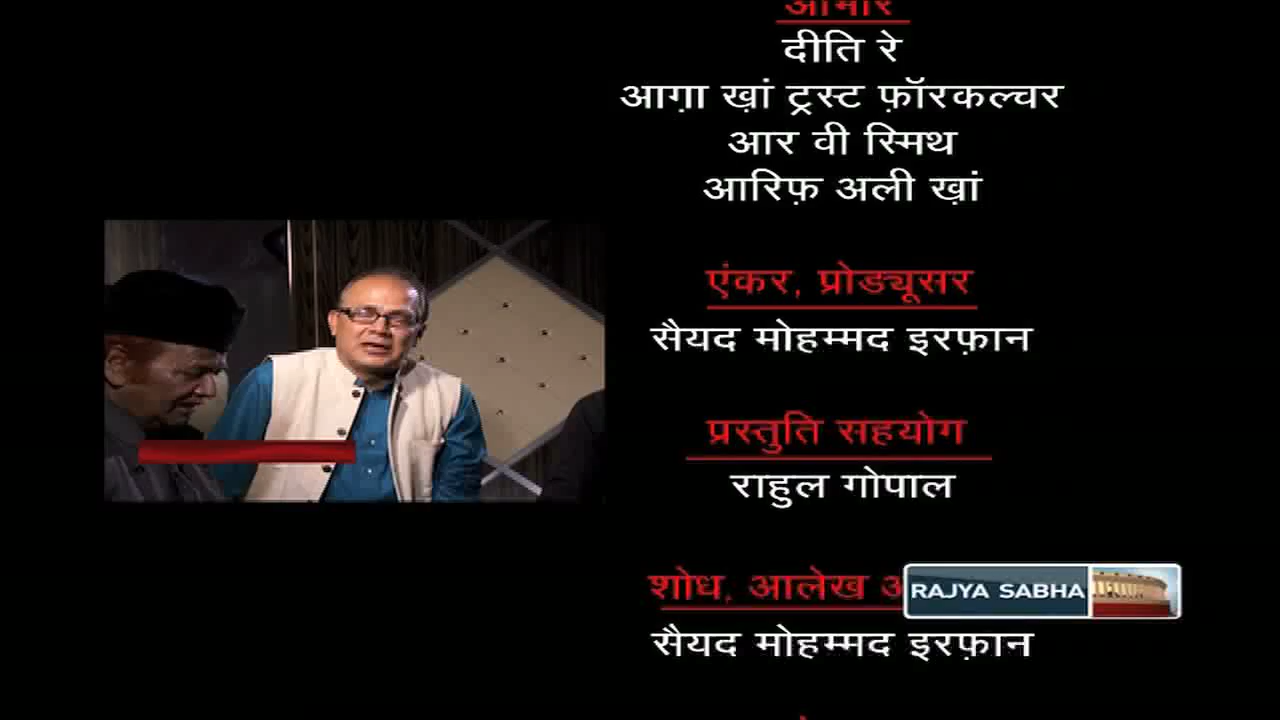 आभार
दीति रे
आग़ा ख़ां ट्रस्ट फ़ॉरकल्चर
आर वी स्मिथ
आरिफ़ अली ख़ां
एंकर, प्रोड्यूसर
सैयद मोहम्मद इरफ़ान
प्रस्तुति सहयोग
राहुल गोपाल
शोध, आलेख
RAJYA SABHA
सैयद मोहम्मद इरफ़ान